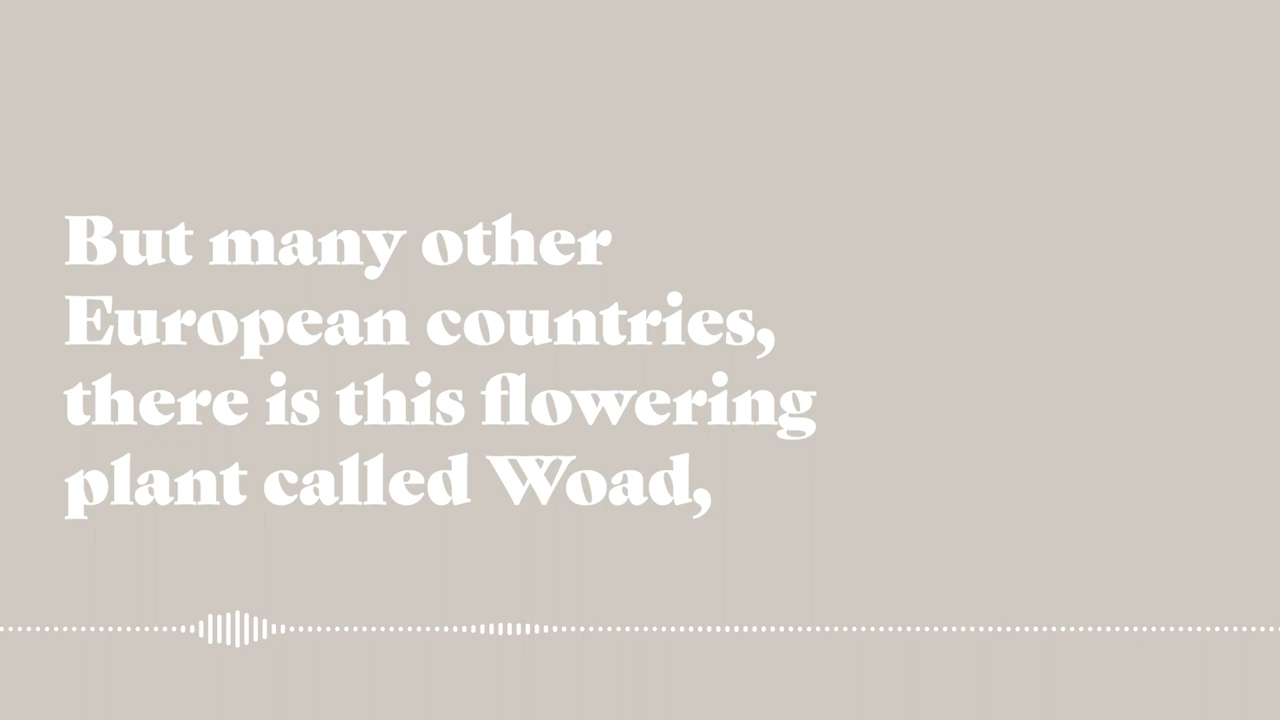 But many other
European countries,
there is this flowering
plant called Woad,